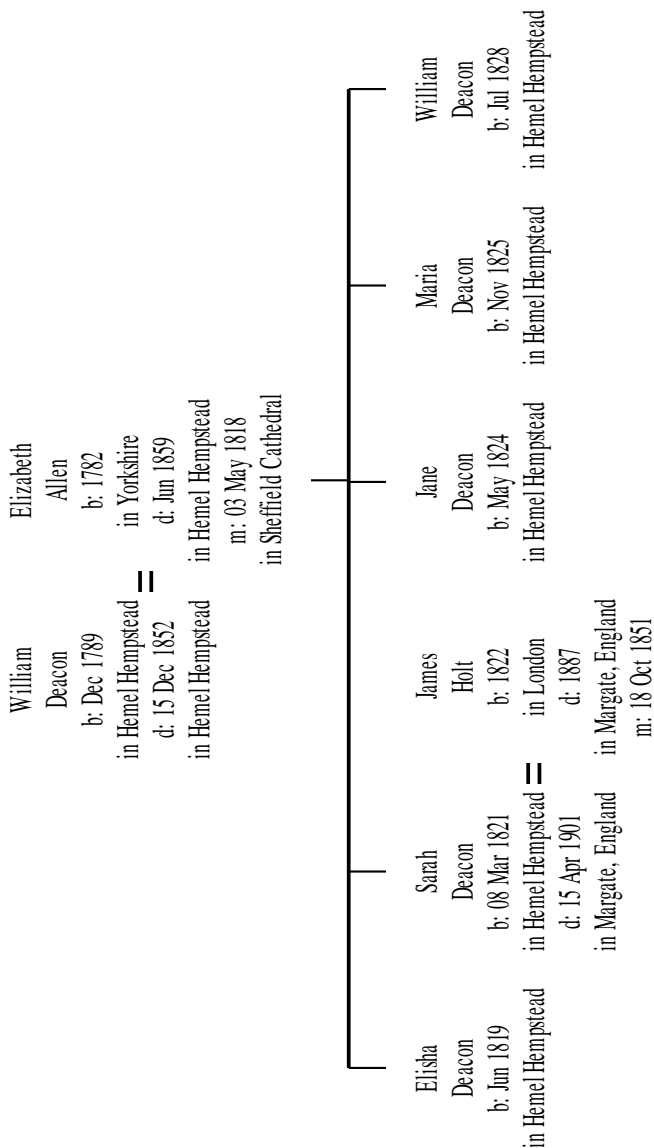 William
Deacon
b: Dec 1789
in Hemel Hempstead
d: 15 Dec 1852
in Hemel Hempstead
=
Elizabeth
Allen
b: 1782
in Yorkshire
d: Jun 1859
in Hemel Hempstead
m: 03 May 1818
in Sheffield Cathedral
Elisha
Deacon
b: Jun 1819
in Hemel Hempstead
Sarah
Deacon
b: 08 Mar 1821
in Hemel Hempstead
d: 15 Apr 1901
in Margate, England
=
James
Holt
b: 1822
in London
d: 1887
in Margate, England
m: 18 Oct 1851
Jane
Deacon
b: May 1824
in Hemel Hempstead
Maria
Deacon
b: Nov 1825
in Hemel Hempstead
William
Deacon
b: Jul 1828
in Hemel Hempstead